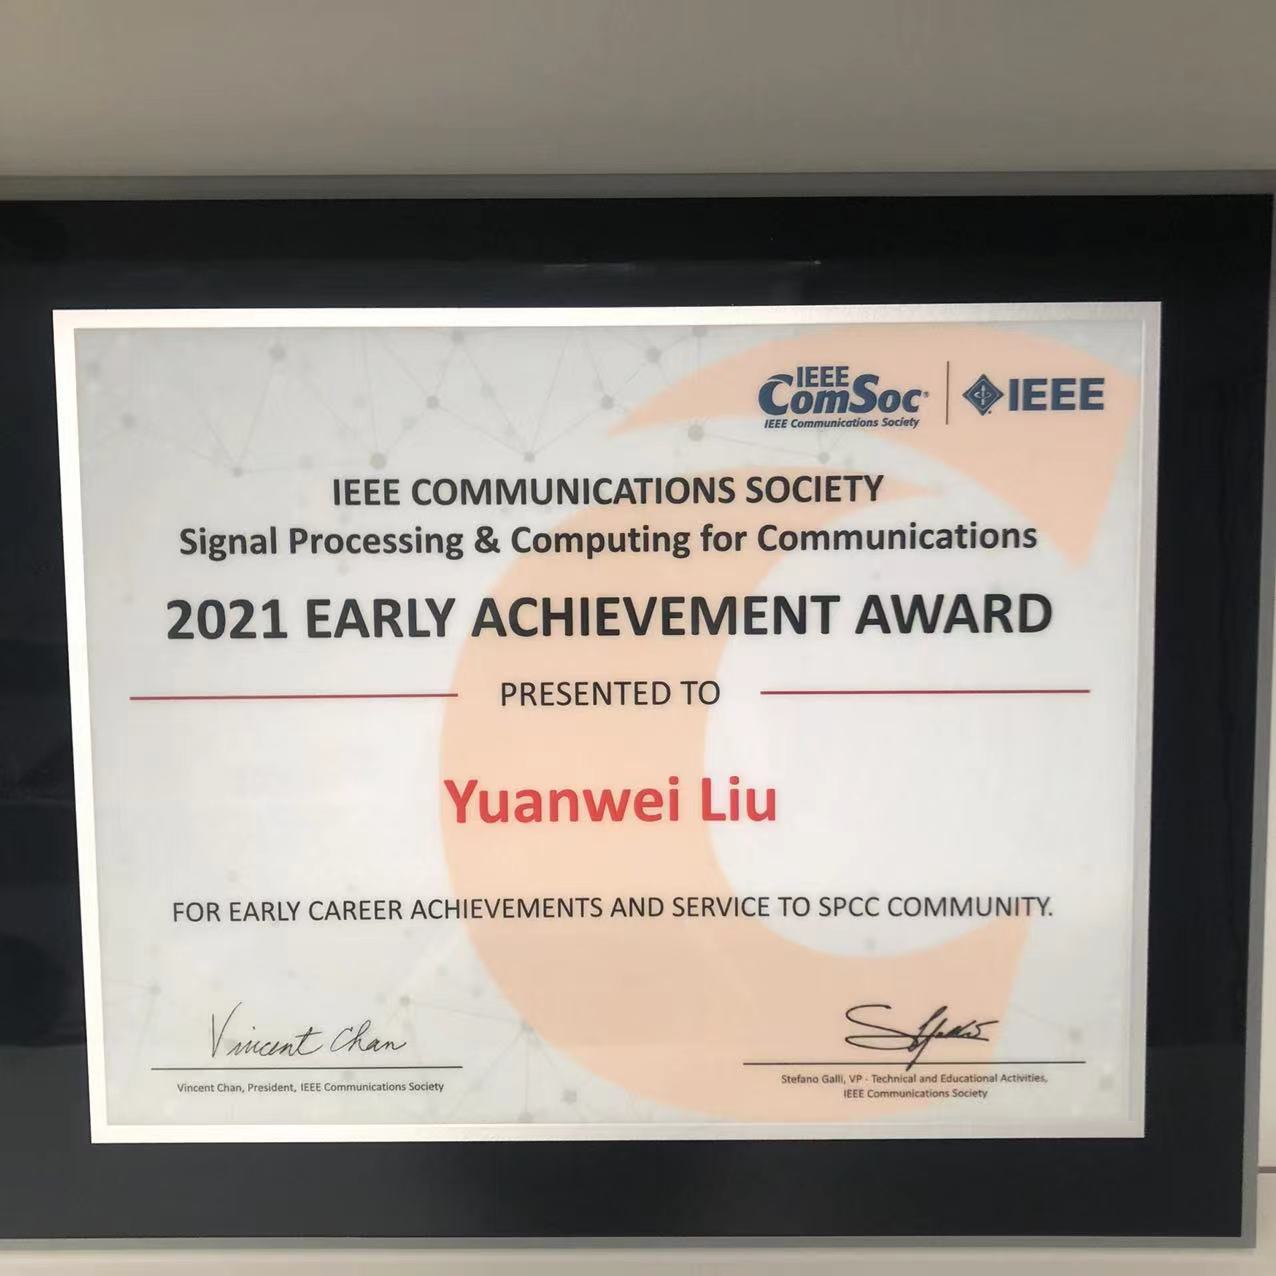 IEEE
ComSoc®
IEEE Communications Society
IEEE
IEEE COMMUNICATIONS SOCIETY
Signal Processing & Computing for Communications
2021 EARLY ACHIEVEMENT AWARD
PRESENTED TO
Yuanwei Liu
FOR EARLY CAREER ACHIEVEMENTS AND SERVICE TO SPCC COMMUNITY.
Vincent Chan
Vincent Chan, President, IEEE Communications Society
Stefano Galli, VP - Technical and Educational Activities,
IEEE Communications Society